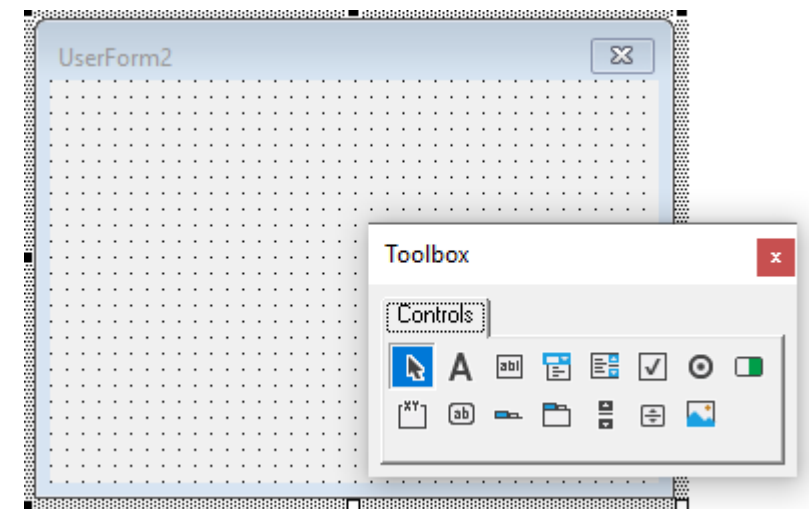 UserForm2
Toolbox
x
Controls
A
abl
XY
ab